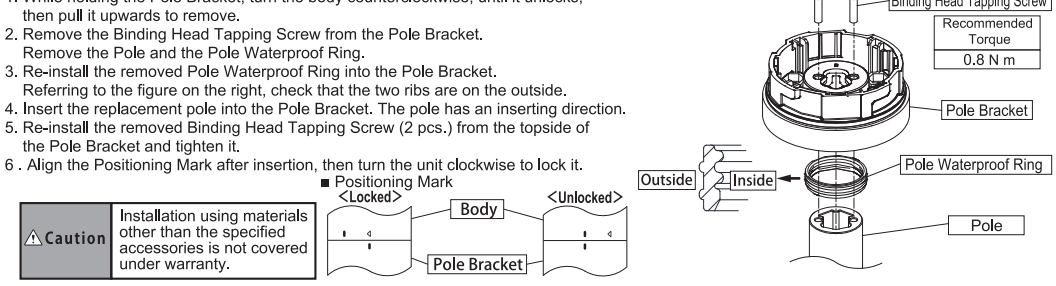 1. While holding the Pole Bracket, turn the body counterclockwise, until it unlocks,
then pull it upwards to remove.
2. Remove the Binding Head Tapping Screw from the Pole Bracket.
Remove the Pole and the Pole Waterproof Ring.
3. Re-install the removed Pole Waterproof Ring into the Pole Bracket.
Referring to the figure on the right, check that the two ribs are on the outside.
4. Insert the replacement pole into the Pole Bracket. The pole has an inserting direction.
5. Re-install the removed Binding Head Tapping Screw (2 pcs.) from the topside of
the Pole Bracket and tighten it.
6 . Align the Positioning Mark after insertion, then turn the unit clockwise to lock it.
■ Positioning Mark
<Locked>
Body
<Unlocked>
Pole Bracket
⚠Caution
Installation using materials
other than the specified
accessories is not covered
under warranty.
Binding Head Tapping Screw
Recommended
Torque
0.8 N m
Pole Bracket
Pole Waterproof Ring
Outside
Inside
Pole